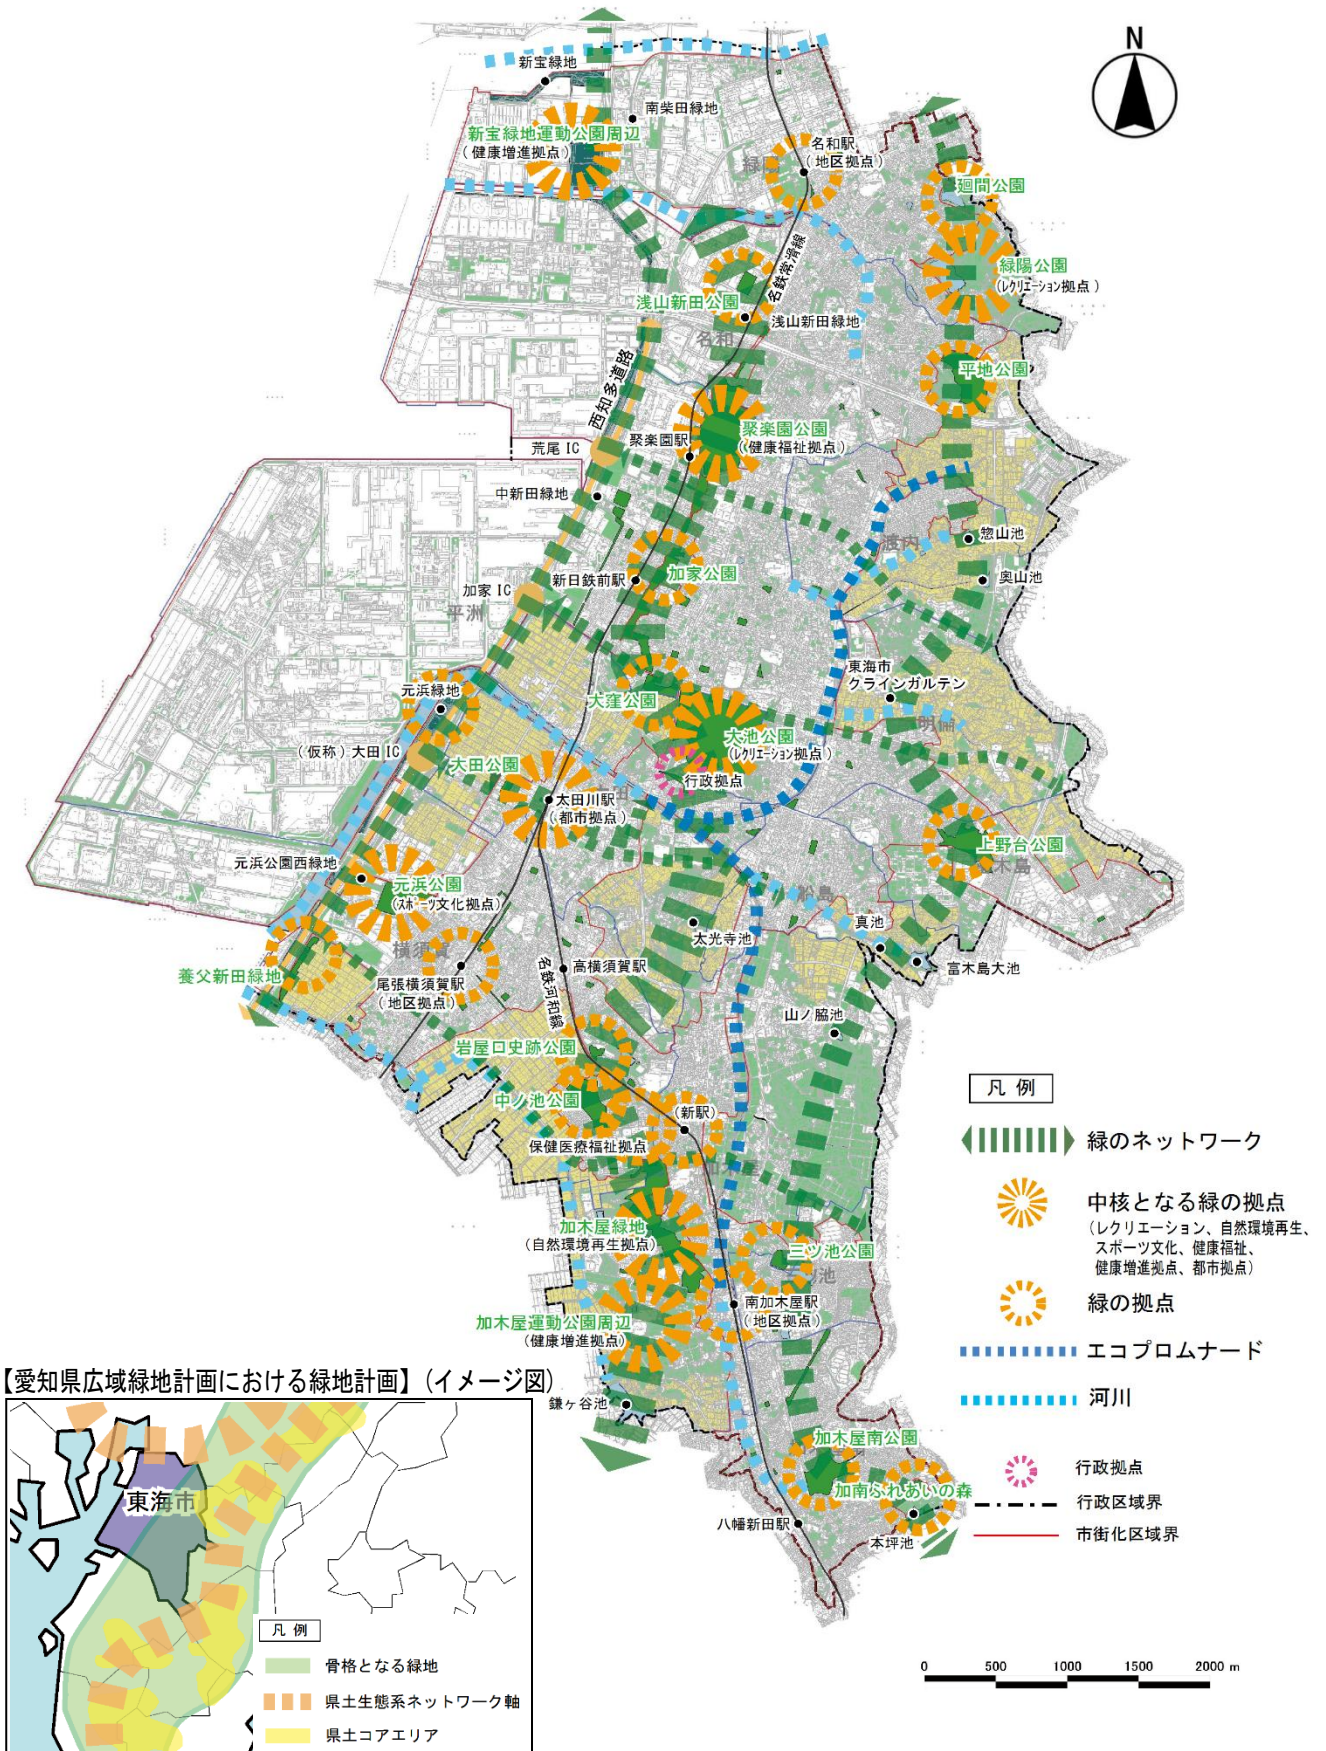 N
新宝緑地
南柴田緑地
新宝緑地運動公園周辺
(健康増進拠点)
名和駅
(地区拠点)
緑陽
廻間公園
緑陽公園
(レクリエーション拠点)
名鉄常滑線
浅山新田公園
浅山新田緑地
名和
平地公園
西知多道路
聚楽園公園
(健康福祉拠点)
聚楽園駅
荒尾 IC
中新田緑地
渡内
惣山池
奥山池
新日鉄前駅
加家公園
加家 IC
平洲
東海市
クラインガルテン
元浜緑地
大窪公園
大池公園
(レクリエーション拠点)
明倫
(仮称)大田 IC
大田公園
行政拠点
太田川駅
(都市拠点)
上野台公園
木島
元浜公園西緑地
元浜公園
(スポーツ文化拠点)
船島
真池
太光寺池
富木島大池
横須賀
養父新田緑地
尾張横須賀駅
(地区拠点)
高横須賀駅
名鉄河和線
山ノ脇池
岩屋口史跡公園
中ノ池公園
(新駅)
保健医療福祉拠点
加木屋
加木屋緑地
(自然環境再生拠点)
三ツ池公園
三ツ池
加木屋運動公園周辺
(健康増進拠点)
南加木屋駅
(地区拠点)
鎌ヶ谷池
加木屋南公園
加南ふれあいの森
八幡新田駅
本坪池
凡 例
緑のネットワーク
中核となる緑の拠点
(レクリエーション、自然環境再生、
スポーツ文化、健康福祉、
健康増進拠点、都市拠点)
緑の拠点
エコプロムナード
河川
行政拠点
行政区域界
市街化区域界
0 500 1000 1500 2000 m
【愛知県広域緑地計画における緑地計画】(イメージ図)
東海市
凡 例
骨格となる緑地
県土生態系ネットワーク軸
県土コアエリア